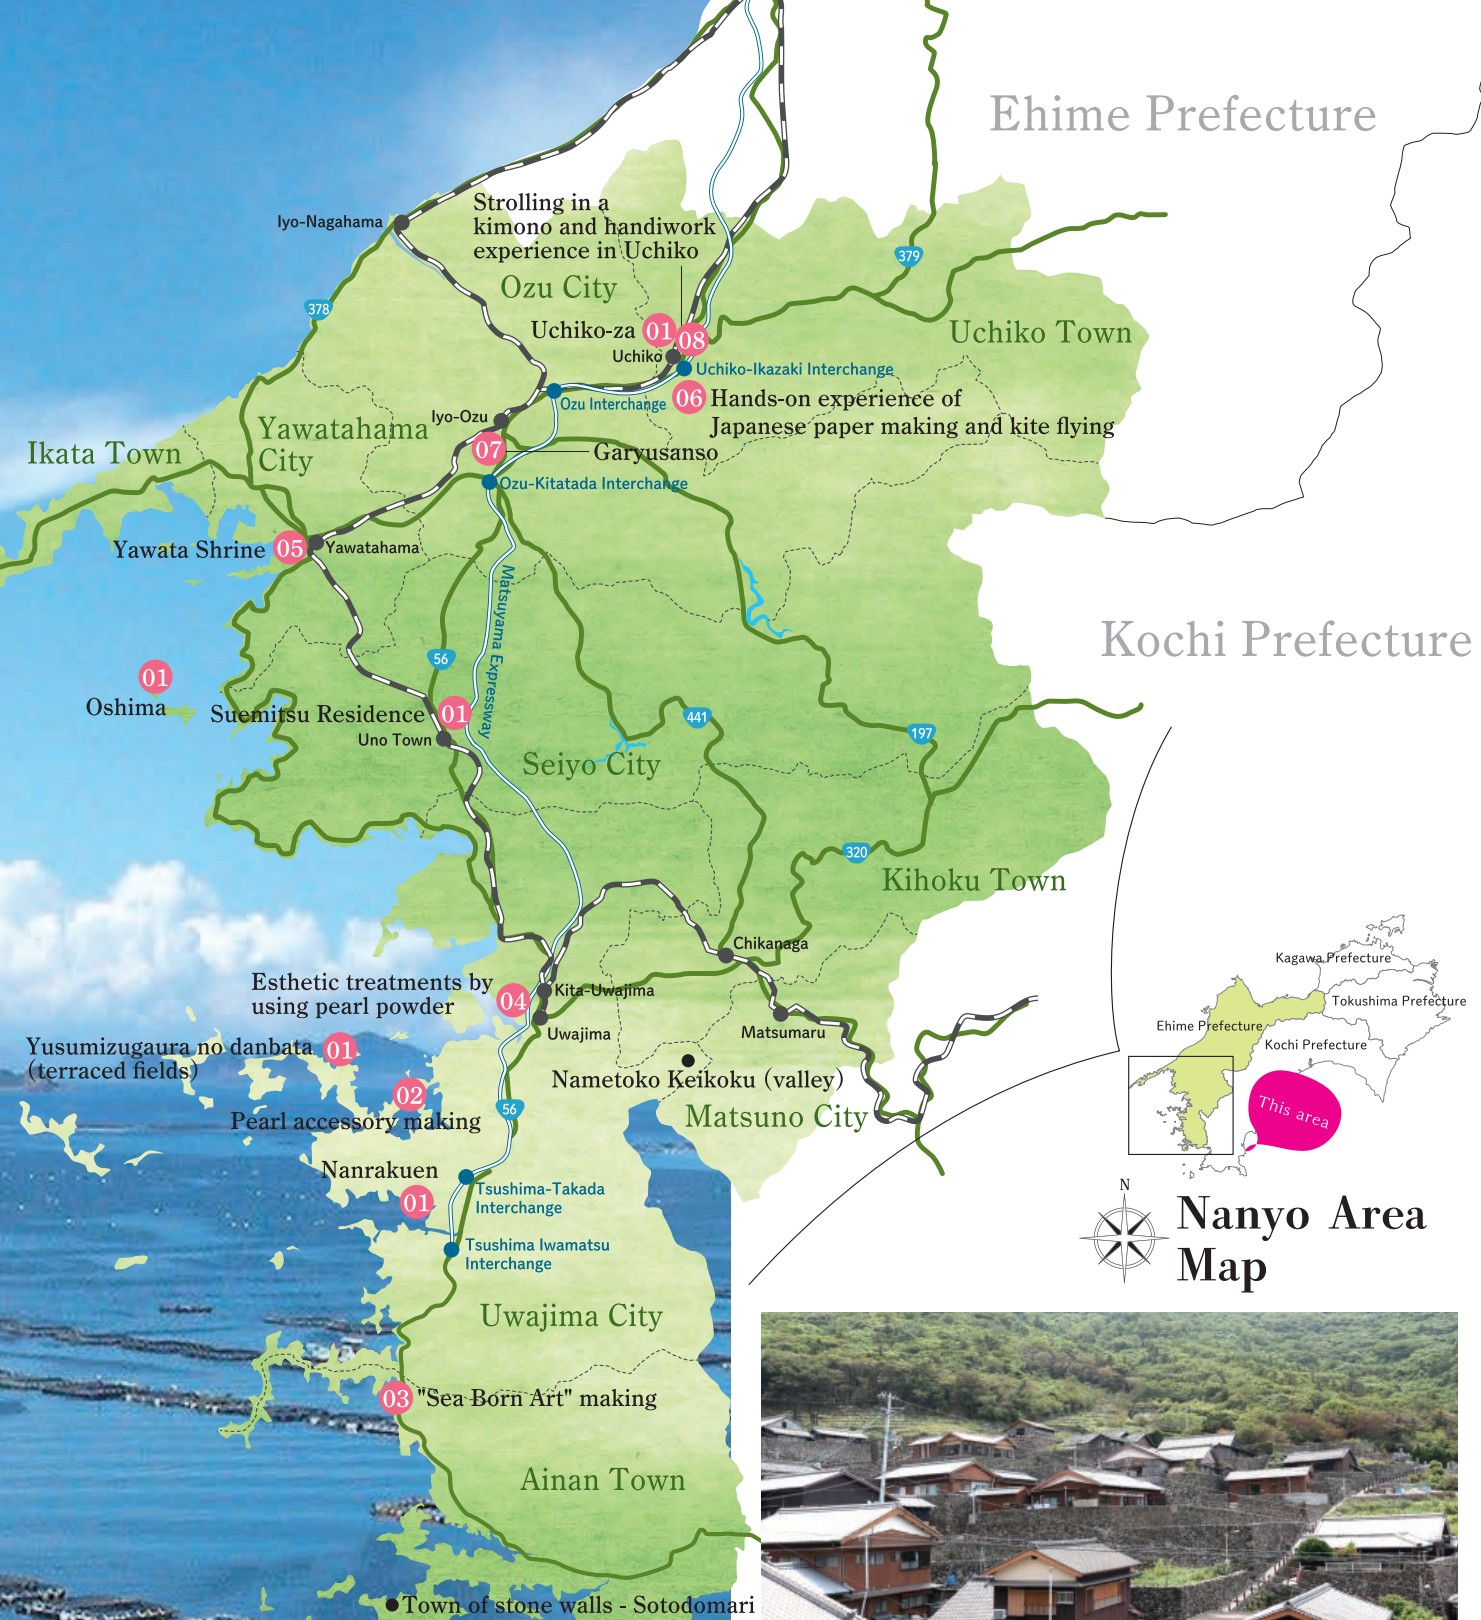 Ehime Prefecture
Iyo-Nagahama
Strolling in a
kimono and handiwork
experience in Uchiko
Ozu City
379
378
Uchiko-za
01
08
Uchiko Town
Uchiko
Uchiko-Ikazaki Interchange
Ozu Interchange
06
Hands-on experience of
Japanese paper making and kite flying
Iyo-Ozu
Yawatahama
City
Ikata Town
07
Garyusanso
Ozu-Kitatada Interchange
Yawata Shrine
05
Yawatahama
Matsuyama Expressway
Kochi Prefecture
56
01
Oshima
Suemitsu Residence
01
Uno Town
441
197
Seiyo City
320
Kihoku Town
Chikanaga
Kagawa Prefecture
Tokushima Prefecture
Ehime Prefecture
Kochi Prefecture
This area
Esthetic treatments by
using pearl powder
04
Kita-Uwajima
Uwajima
Matsumaru
Yusumizugaura no danbata
(terraced fields)
01
Nametoko Keikoku (valley)
02
Pearl accessory making
56
Matsuno City
Nanrakuen
01
Tsushima-Takada
Interchange
N
Nanyo Area
Map
Tsushima Iwamatsu
Interchange
Uwajima City
03
"Sea Born Art" making
Ainan Town
Town of stone walls - Sotodomari